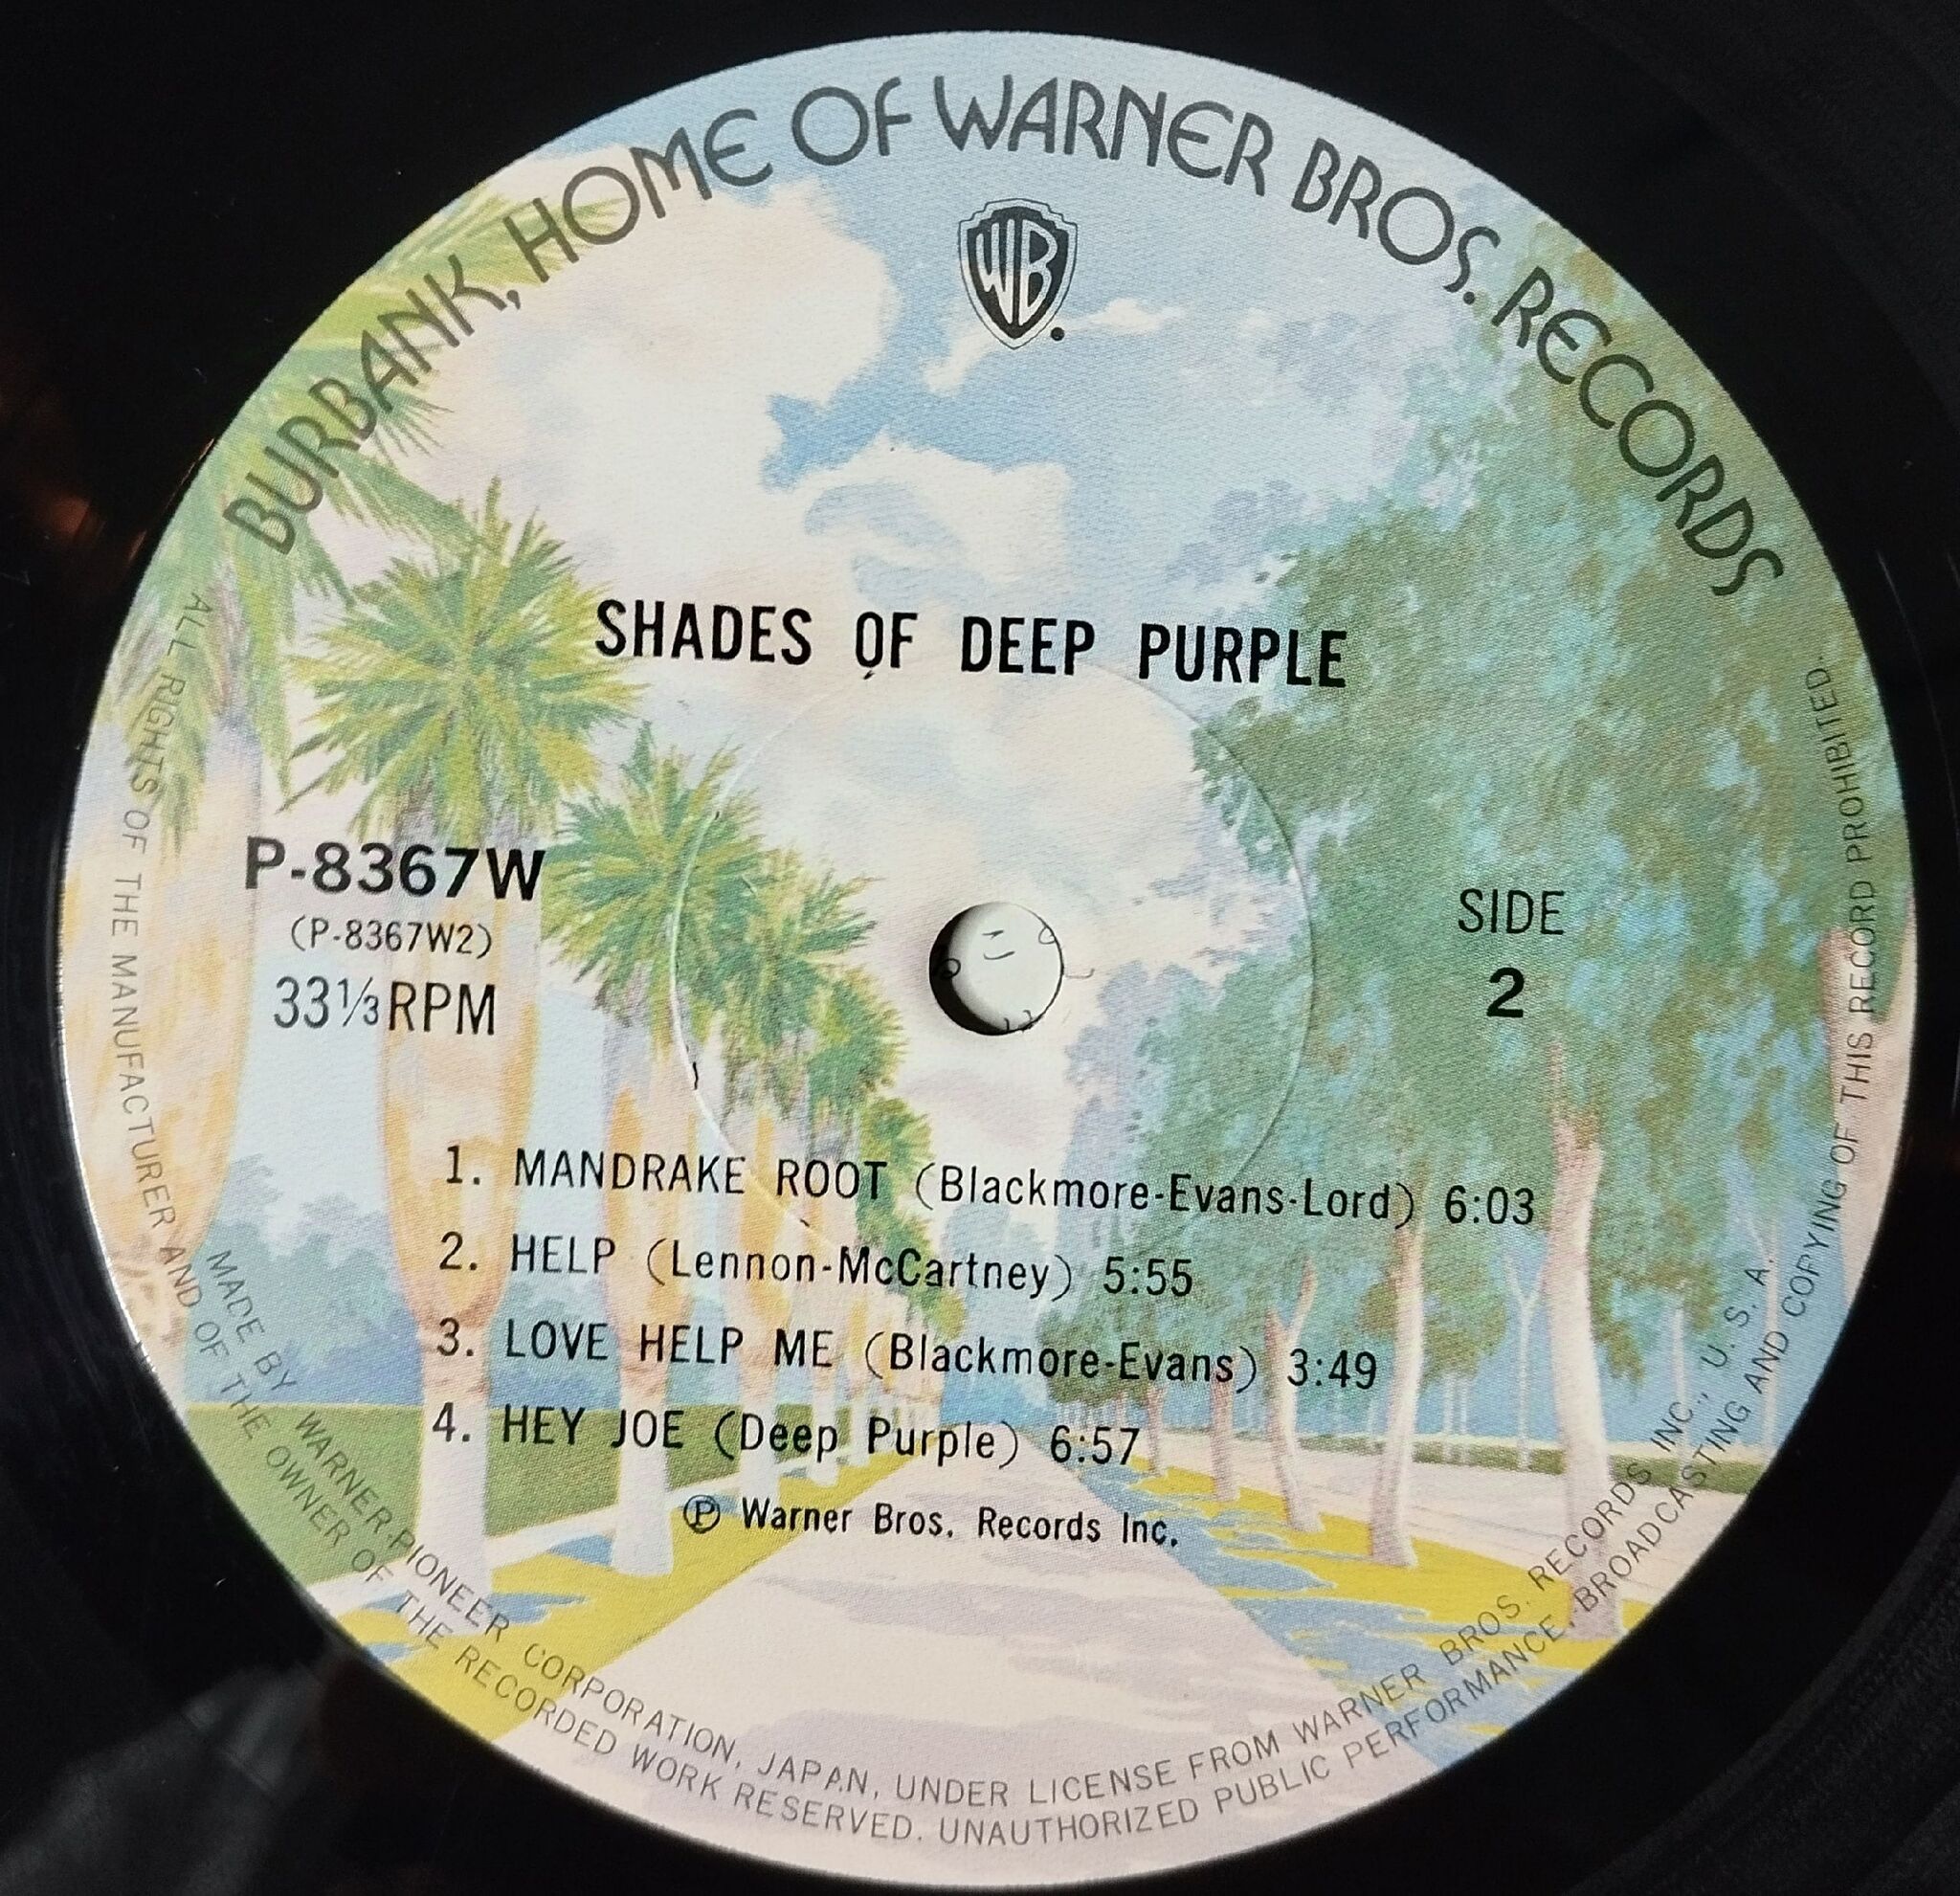 BURBANK, HOME OF WARNER BROS. RECORDS
WB
SHADES OF DEEP PURPLE
P-8367W
(P-8367W2)
33⅓RPM
SIDE
2
1. MANDRAKE ROOT (Blackmore-Evans-Lord) 6:03
2. HELP (Lennon-McCartney) 5:55
3. LOVE HELP ME (Blackmore-Evans) 3:49
4. HEY JOE (Deep Purple) 6:57
Ⓟ Warner Bros. Records Inc.
MADE BY WARNER-PIONEER CORPORATION, JAPAN, UNDER LICENSE FROM WARNER BROS. RECORDS INC., U. S. A.
ALL RIGHTS OF THE MANUFACTURER AND OF THE OWNER OF THE RECORDED WORK RESERVED. UNAUTHORIZED PUBLIC PERFORMANCE, BROADCASTING AND COPYING OF THIS RECORD PROHIBITED.